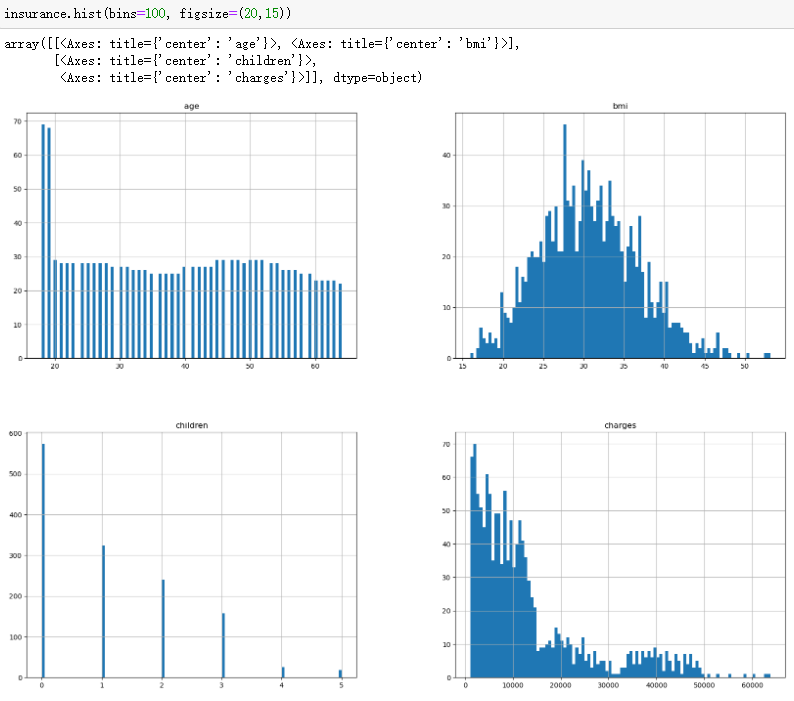 insurance.hist(bins=100, figsize=(20,15))
array([[<Axes: title={'center': 'age'}>, <Axes: title={'center': 'bmi'}>],
[<Axes: title={'center': 'children'}>,
<Axes: title={'center': 'charges'}>]], dtype=object)
age
70
60
50
40
30
20
10
0
20 30 40 50 60
bmi
40
30
20
10
0
15 20 25 30 35 40 45 50
children
600
500
400
300
200
100
0
0 1 2 3 4 5
charges
70
60
50
40
30
20
10
0
0 10000 20000 30000 40000 50000 60000